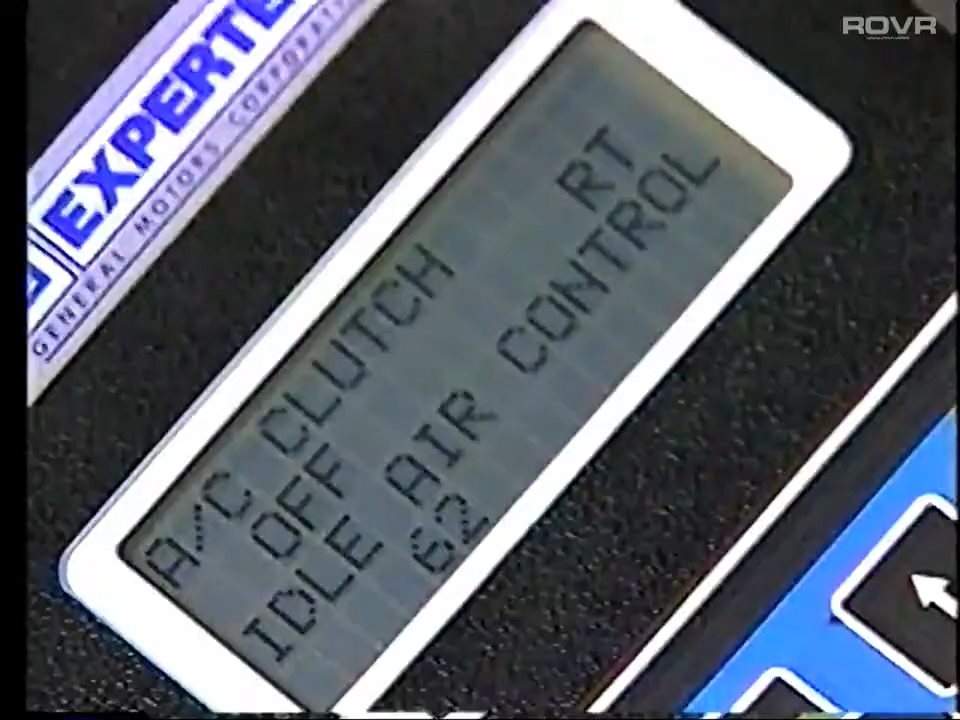 ROVR
EXPERTE
GENERAL MOTORS CORPORATI
A/C CLUTCH RT
OFF
IDLE AIR CONTROL
62